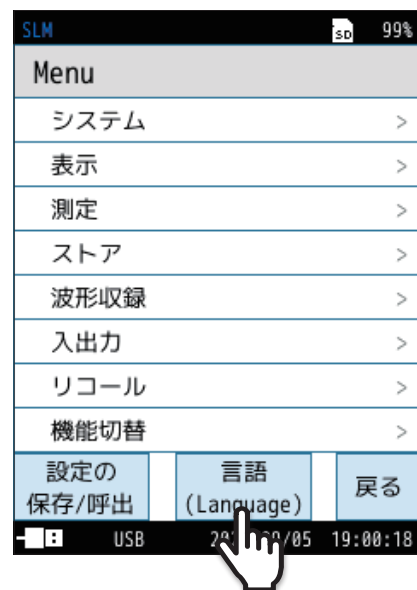 SLM SD 99%
Menu
システム >
表示 >
測定 >
ストア >
波形収録 >
入出力 >
リコール >
機能切替 >
設定の 言語 戻る
保存/呼出 (Language)
USB 19:00:18